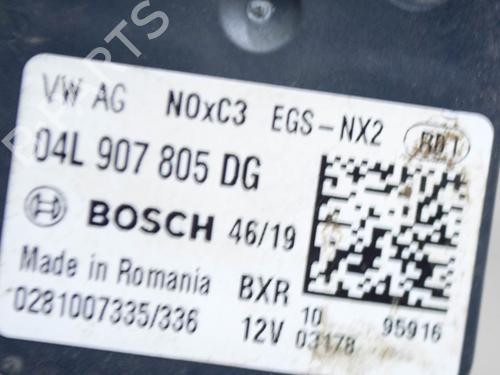 VW AG NOxC3 EGS-NX2
04L 907 805 DG
BOSCH 46/19
Made in Romania BXR
0281007335/336 12V
10 95916
03178